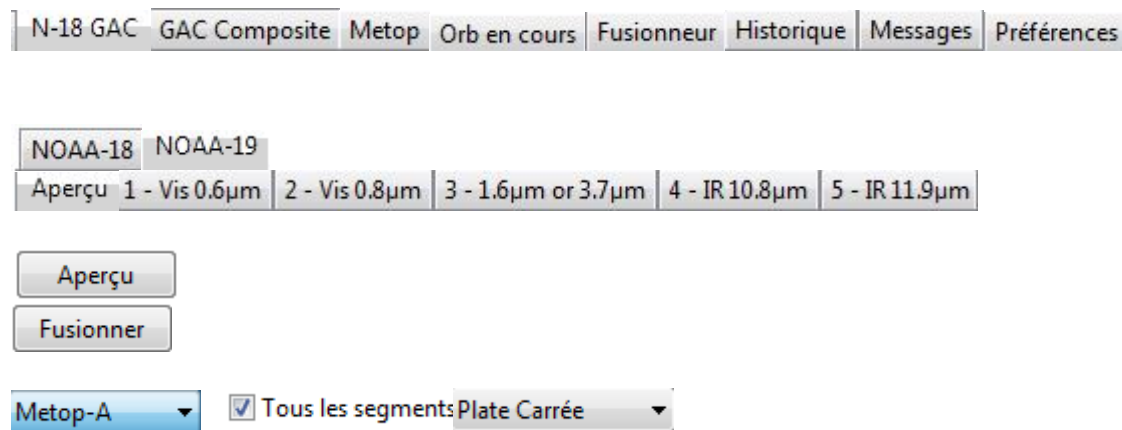 N-18 GAC GAC Composite Metop Orb en cours Fusionneur Historique Messages Préférences
NOAA-18 NOAA-19
Aperçu 1 - Vis 0.6µm 2 - Vis 0.8µm 3 - 1.6µm or 3.7µm 4 - IR 10.8µm 5 - IR 11.9µm
Aperçu
Fusionner
Metop-A Tous les segments Plate Carrée